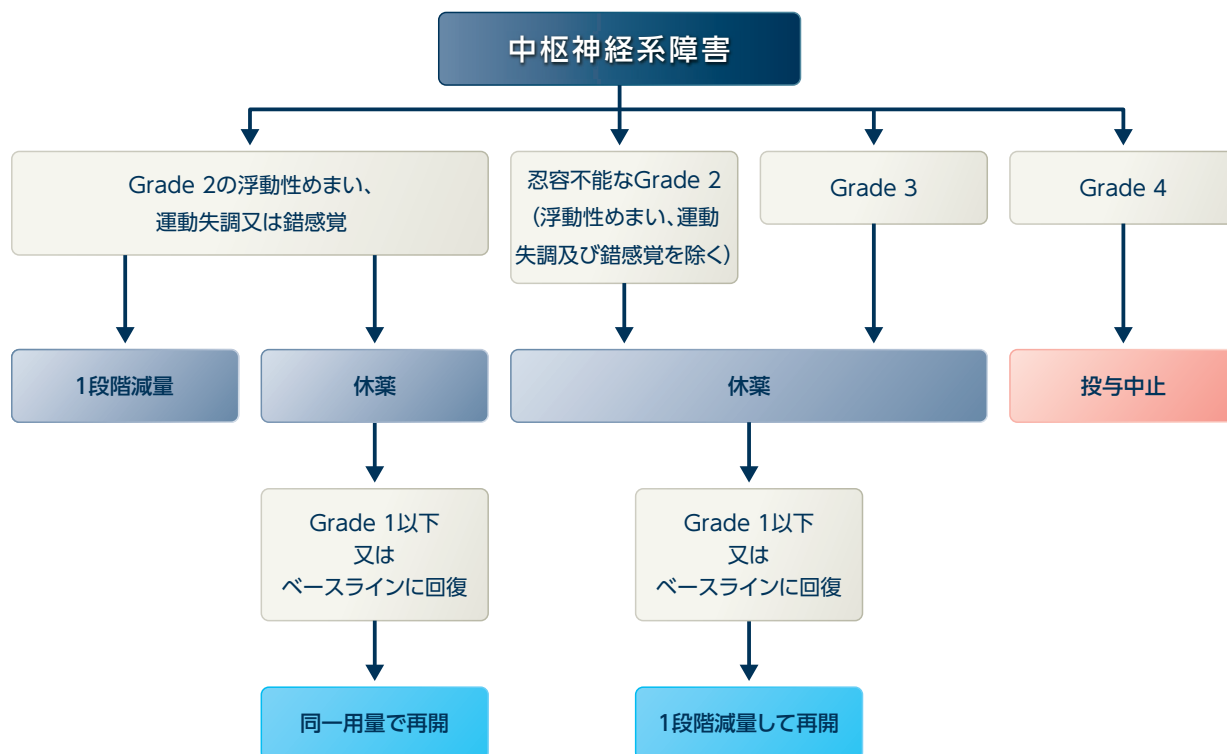 中枢神経系障害
Grade 2の浮動性めまい、
運動失調又は錯感覚
忍容不能なGrade 2
(浮動性めまい、運動
失調及び錯感覚を除く)
Grade 3
Grade 4
1段階減量
休薬
休薬
投与中止
Grade 1以下
又は
ベースラインに回復
Grade 1以下
又は
ベースラインに回復
同一用量で再開
1段階減量して再開